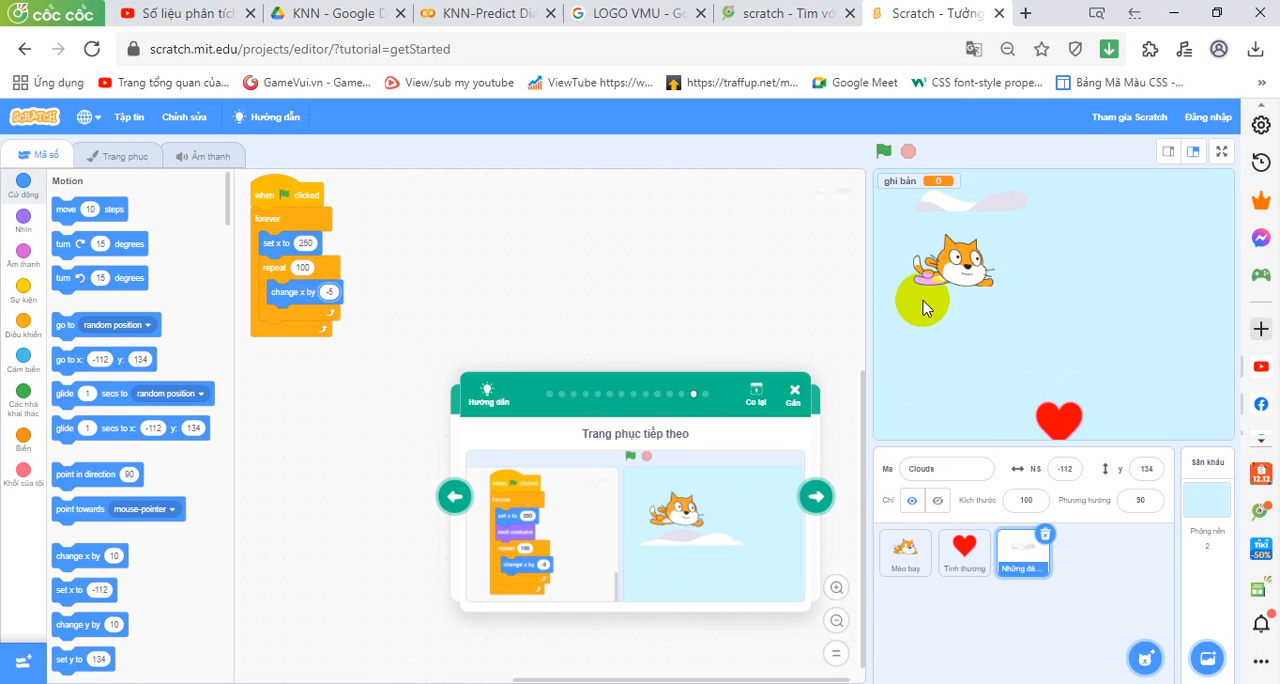 cốc cốc
Số liệu phân tích
KNN - Google D
KNN-Predict Dia
LOGO VMU - Go
scratch - Tìm vớ
Scratch - Tưởng
scratch.mit.edu/projects/editor/?tutorial=getStarted
Ứng dụng
Trang tổng quan của...
GameVui.vn - Game...
View/sub my youtube
ViewTube https://w...
https://traffup.net/m...
Google Meet
CSS font-style prope...
Bảng Mã Màu CSS -...
SCRATCH
Tập tin
Chỉnh sửa
Hướng dẫn
Tham gia Scratch
Đăng nhập
Mã số
Trang phục
Âm thanh
Cử động
Nhìn
Âm thanh
Sự kiện
Điều khiển
Cảm biến
Các nhà khai thác
Biến
Khối của tôi
Motion
move 10 steps
turn 15 degrees
turn 15 degrees
go to random position
go to x: -112 y: 134
glide 1 secs to random position
glide 1 secs to x: -112 y: 134
point in direction 90
point towards mouse-pointer
change x by 10
set x to -112
change y by 10
set y to 134
when clicked
forever
set x to 250
repeat 100
change x by -5
Hướng dẫn
Co lại
Gần
Trang phục tiếp theo
when clicked
forever
set x to
next costume
repeat 100
change x by
ghi bàn 0
Ma Clouds
NS -112
y 134
Chỉ
Kích thước 100
Phương hướng 90
Mèo bay
Tình thương
Những đá...
Sân khấu
Phông nền
2
12.12
TIKI
-50%